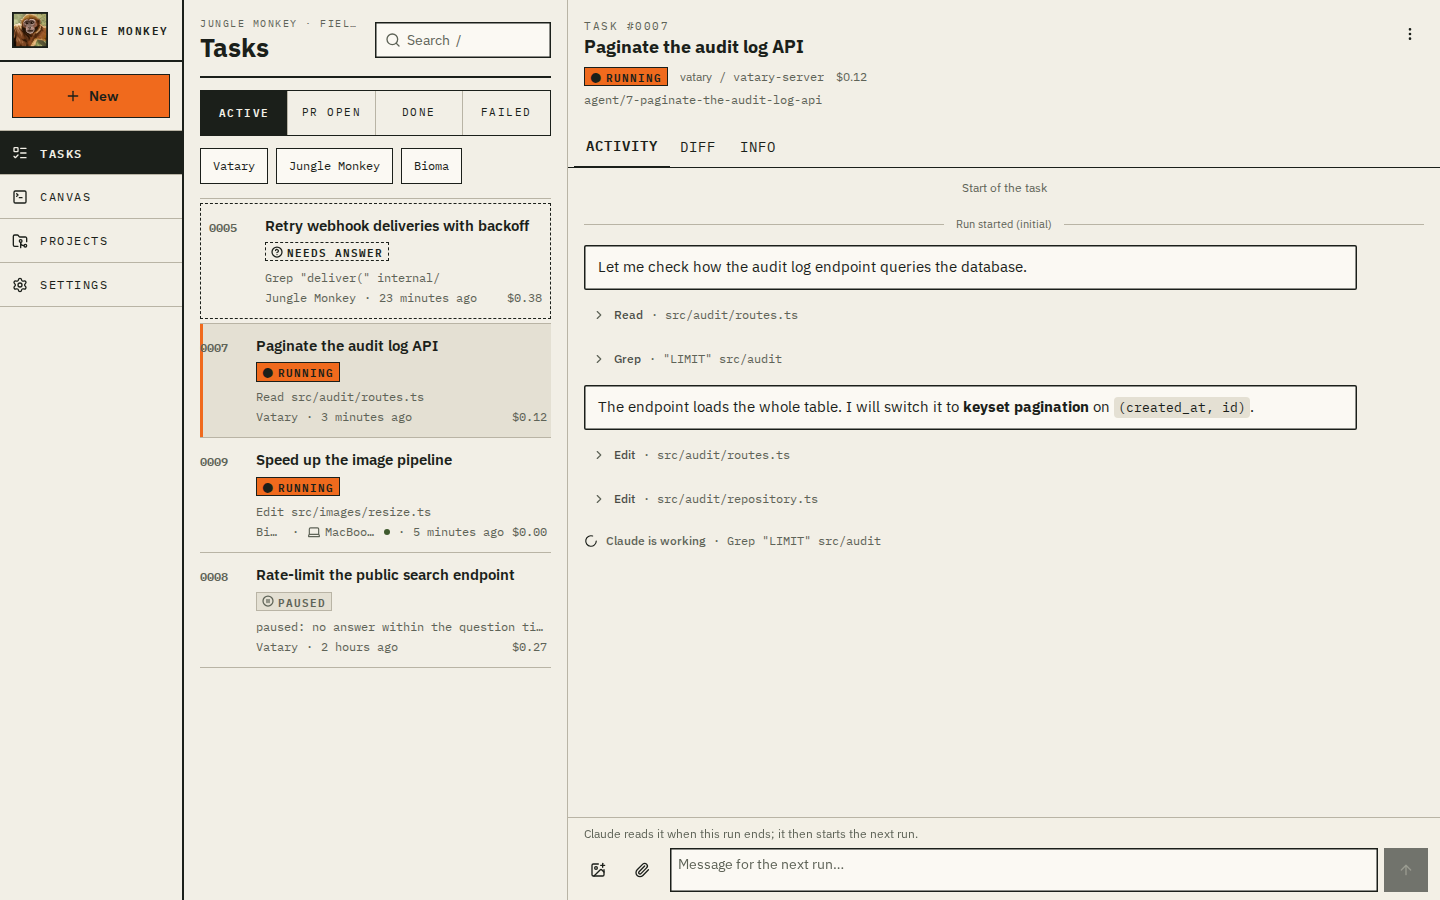 JUNGLE MONKEY
New
TASKS
CANVAS
PROJECTS
SETTINGS
JUNGLE MONKEY · FIEL…
Tasks
Search /
ACTIVE
PR OPEN
DONE
FAILED
Vatary
Jungle Monkey
Bioma
0005
Retry webhook deliveries with backoff
NEEDS ANSWER
Grep "deliver(" internal/
Jungle Monkey · 23 minutes ago $0.38
0007
Paginate the audit log API
RUNNING
Read src/audit/routes.ts
Vatary · 3 minutes ago $0.12
0009
Speed up the image pipeline
RUNNING
Edit src/images/resize.ts
Bi… · MacBoo… · 5 minutes ago $0.00
0008
Rate-limit the public search endpoint
PAUSED
paused: no answer within the question ti…
Vatary · 2 hours ago $0.27
TASK #0007
Paginate the audit log API
RUNNING vatary / vatary-server $0.12
agent/7-paginate-the-audit-log-api
ACTIVITY DIFF INFO
Start of the task
Run started (initial)
Let me check how the audit log endpoint queries the database.
Read · src/audit/routes.ts
Grep · "LIMIT" src/audit
The endpoint loads the whole table. I will switch it to keyset pagination on (created_at, id).
Edit · src/audit/routes.ts
Edit · src/audit/repository.ts
Claude is working · Grep "LIMIT" src/audit
Claude reads it when this run ends; it then starts the next run.
Message for the next run…